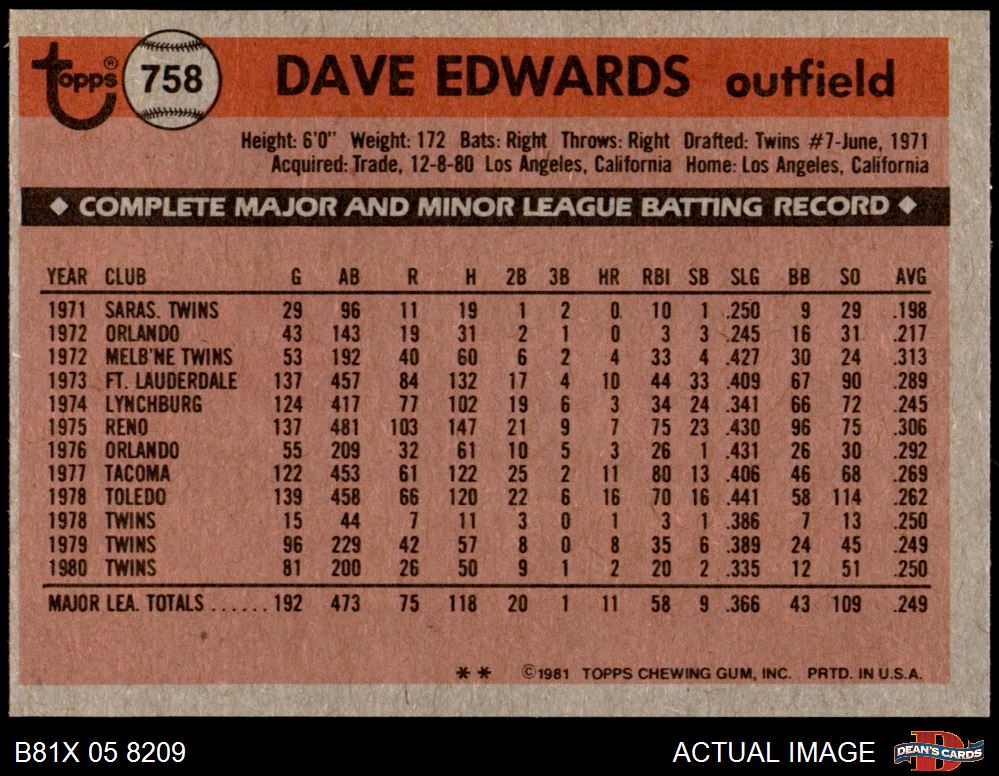 topps® 758 DAVE EDWARDS outfield
Height: 6'0" Weight: 172 Bats: Right Throws: Right Drafted: Twins #7-June, 1971
Acquired: Trade, 12-8-80 Los Angeles, California Home: Los Angeles, California
◆ COMPLETE MAJOR AND MINOR LEAGUE BATTING RECORD ◆
YEAR CLUB G AB R H 2B 3B HR RBI SB SLG BB SO AVG
1971 SARAS. TWINS 29 96 11 19 1 2 0 10 1 .250 9 29 .198
1972 ORLANDO 43 143 19 31 2 1 0 3 3 .245 16 31 .217
1972 MELB'NE TWINS 53 192 40 60 6 2 4 33 4 .427 30 24 .313
1973 FT. LAUDERDALE 137 457 84 132 17 4 10 44 33 .409 67 90 .289
1974 LYNCHBURG 124 417 77 102 19 6 3 34 24 .341 66 72 .245
1975 RENO 137 481 103 147 21 9 7 75 23 .430 96 75 .306
1976 ORLANDO 55 209 32 61 10 5 3 26 1 .431 26 30 .292
1977 TACOMA 122 453 61 122 25 2 11 80 13 .406 46 68 .269
1978 TOLEDO 139 458 66 120 22 6 16 70 16 .441 58 114 .262
1978 TWINS 15 44 7 11 3 0 1 3 1 .386 7 13 .250
1979 TWINS 96 229 42 57 8 0 8 35 6 .389 24 45 .249
1980 TWINS 81 200 26 50 9 1 2 20 2 .335 12 51 .250
MAJOR LEA. TOTALS ...... 192 473 75 118 20 1 11 58 9 .366 43 109 .249
* * ©1981 TOPPS CHEWING GUM, INC. PRTD. IN U.S.A.
B81X 05 8209 ACTUAL IMAGE D DEAN'S CARDS